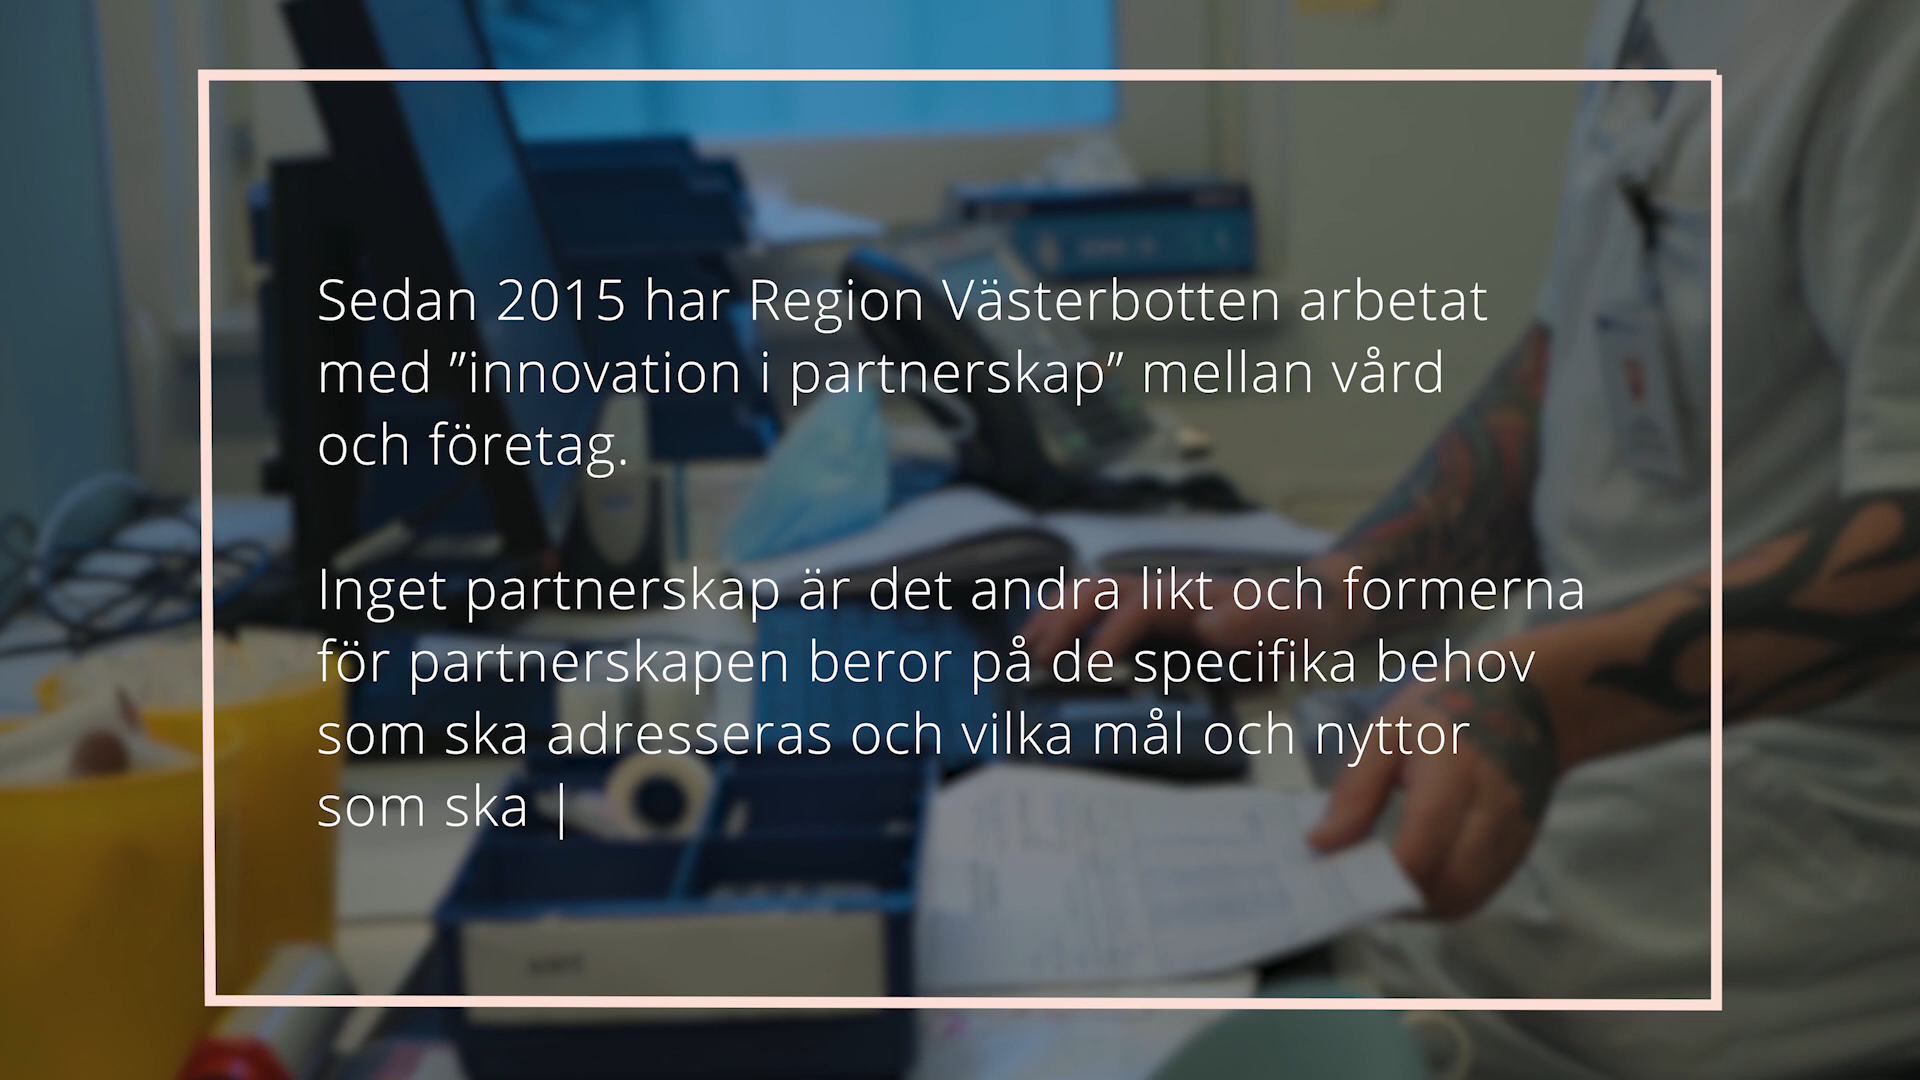 Sedan 2015 har Region Västerbotten arbetat
med ”innovation i partnerskap” mellan vård
och företag.
Inget partnerskap är det andra likt och formerna
för partnerskapen beror på de specifika behov
som ska adresseras och vilka mål och nyttor
som ska |